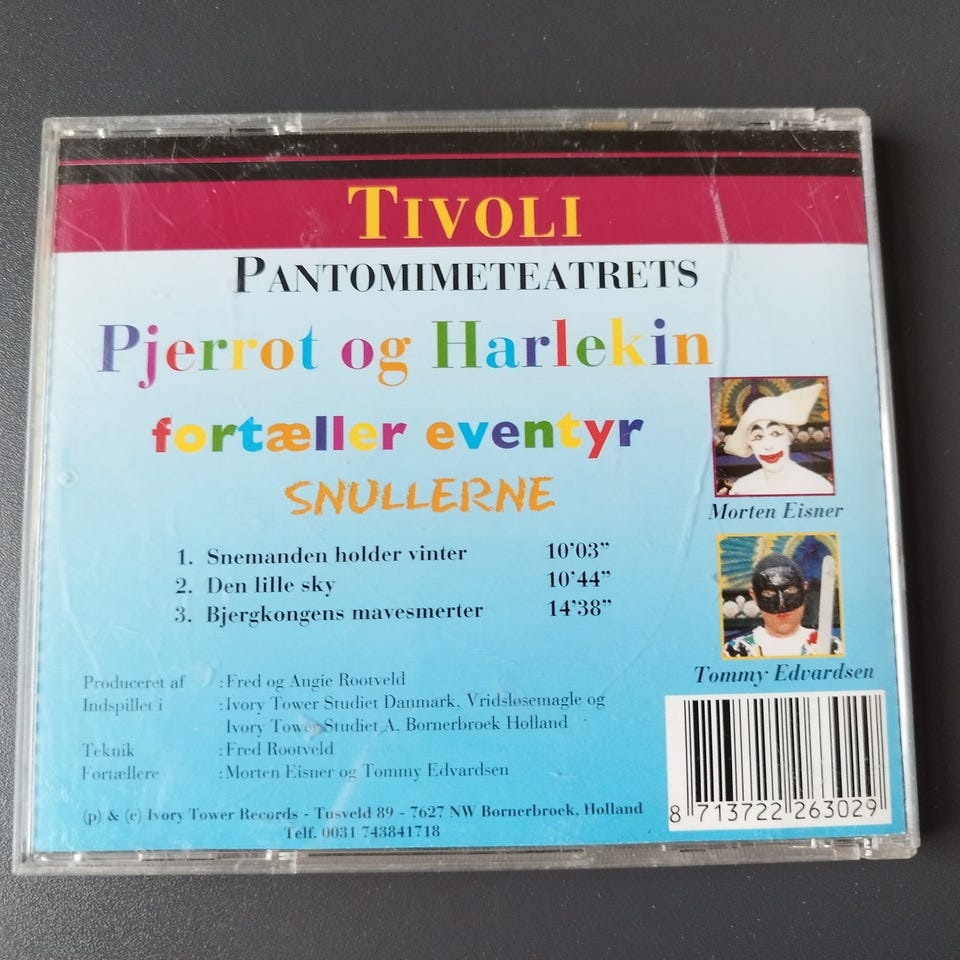 TIVOLI
PANTOMIMETEATRETS
Pjerrot og Harlekin
fortæller eventyr
SNULLERNE
1. Snemanden holder vinter 10'03”
2. Den lille sky 10'44”
3. Bjergkongens mavesmerter 14'38”
Morten Eisner
Tommy Edvardsen
Produceret af : Fred og Angie Rootveld
Indspillet i : Ivory Tower Studiet Danmark, Vridsløsemagle og
Ivory Tower Studiet A, Bornerbroek Holland
Teknik : Fred Rootveld
Fortællere : Morten Eisner og Tommy Edvardsen
(p) & (c) Ivory Tower Records - Tusveld 89 - 7627 NW Bornerbroek, Holland
Telf. 0031 743841718
8 713722 263029